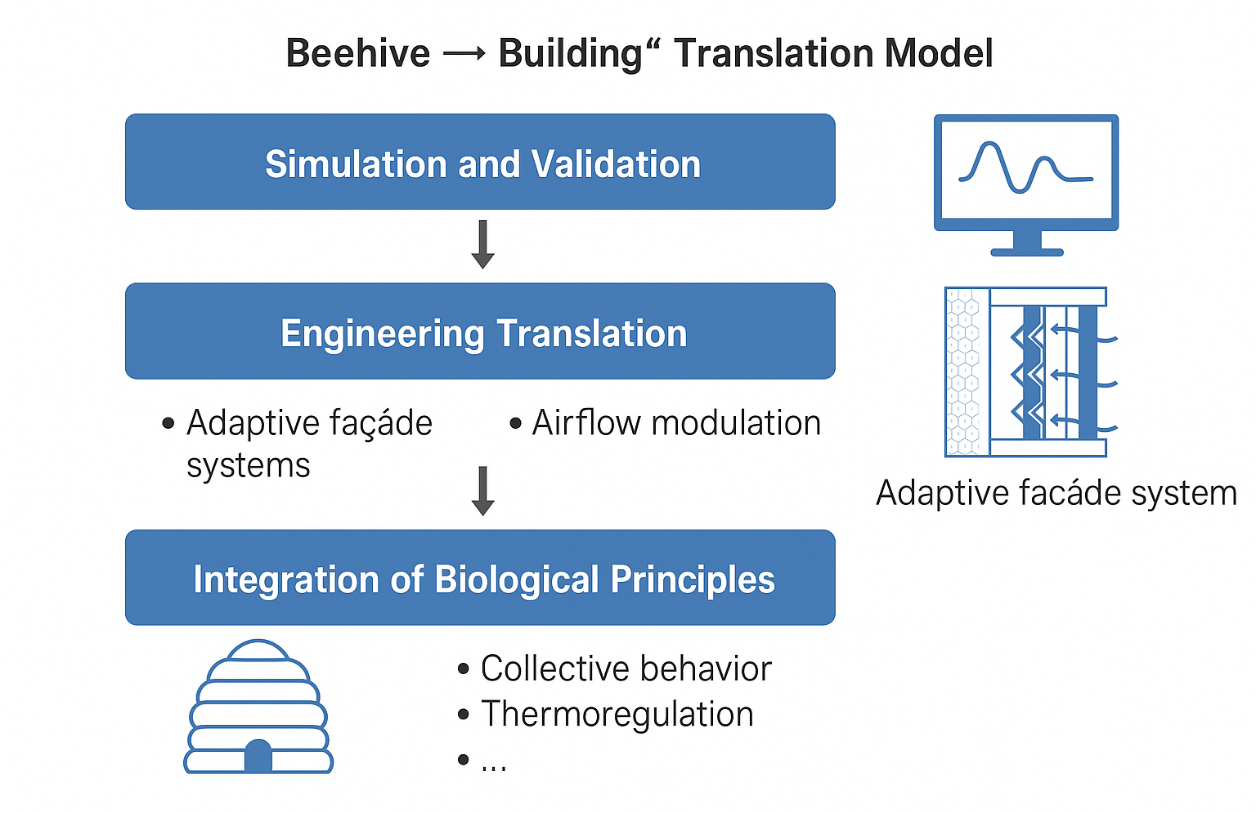 Beehive → Building“ Translation Model
Simulation and Validation
Engineering Translation
• Adaptive façáde
systems
• Airflow modulation
Adaptive facáde system
Integration of Biological Principles
• Collective behavior
• Thermoregulation
• ...